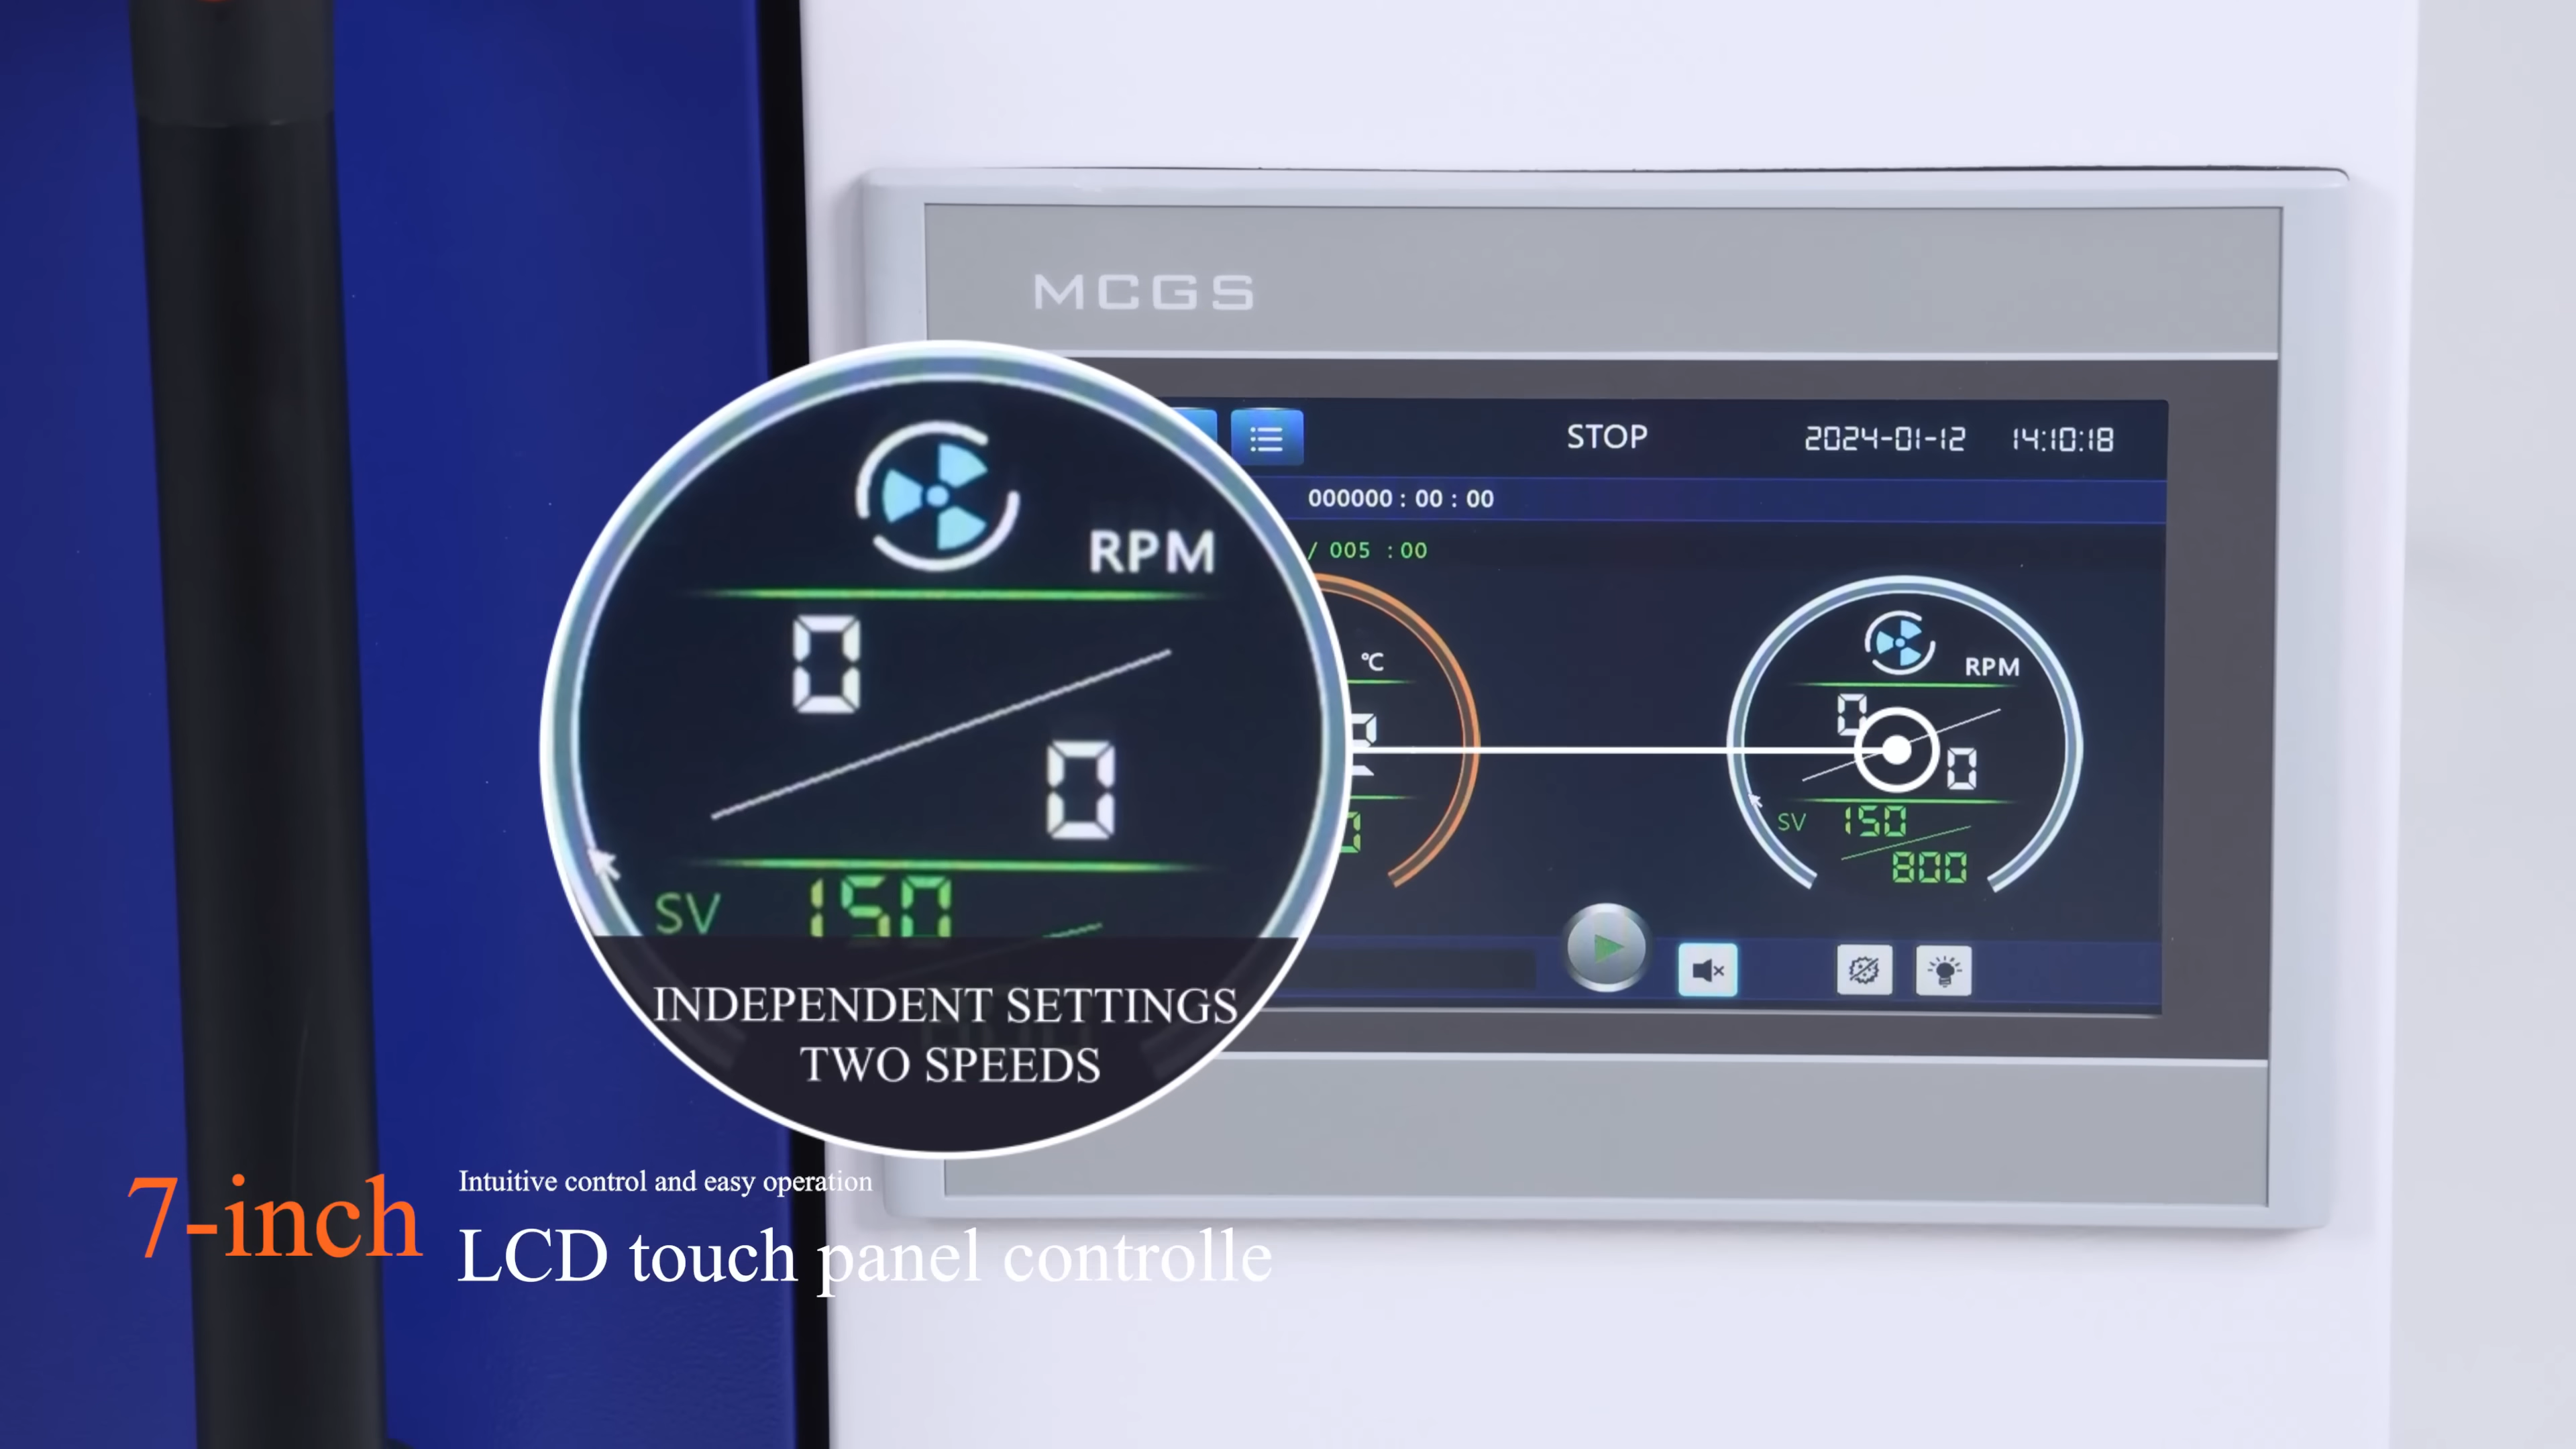 MCGS
STOP 2024-01-12 14:10:18
000000 : 00 : 00
/ 005 : 00
RPM
0
0
SV 150
INDEPENDENT SETTINGS
TWO SPEEDS
°C
RPM
0
0
SV 150
800
7-inch
Intuitive control and easy operation
LCD touch panel controlle